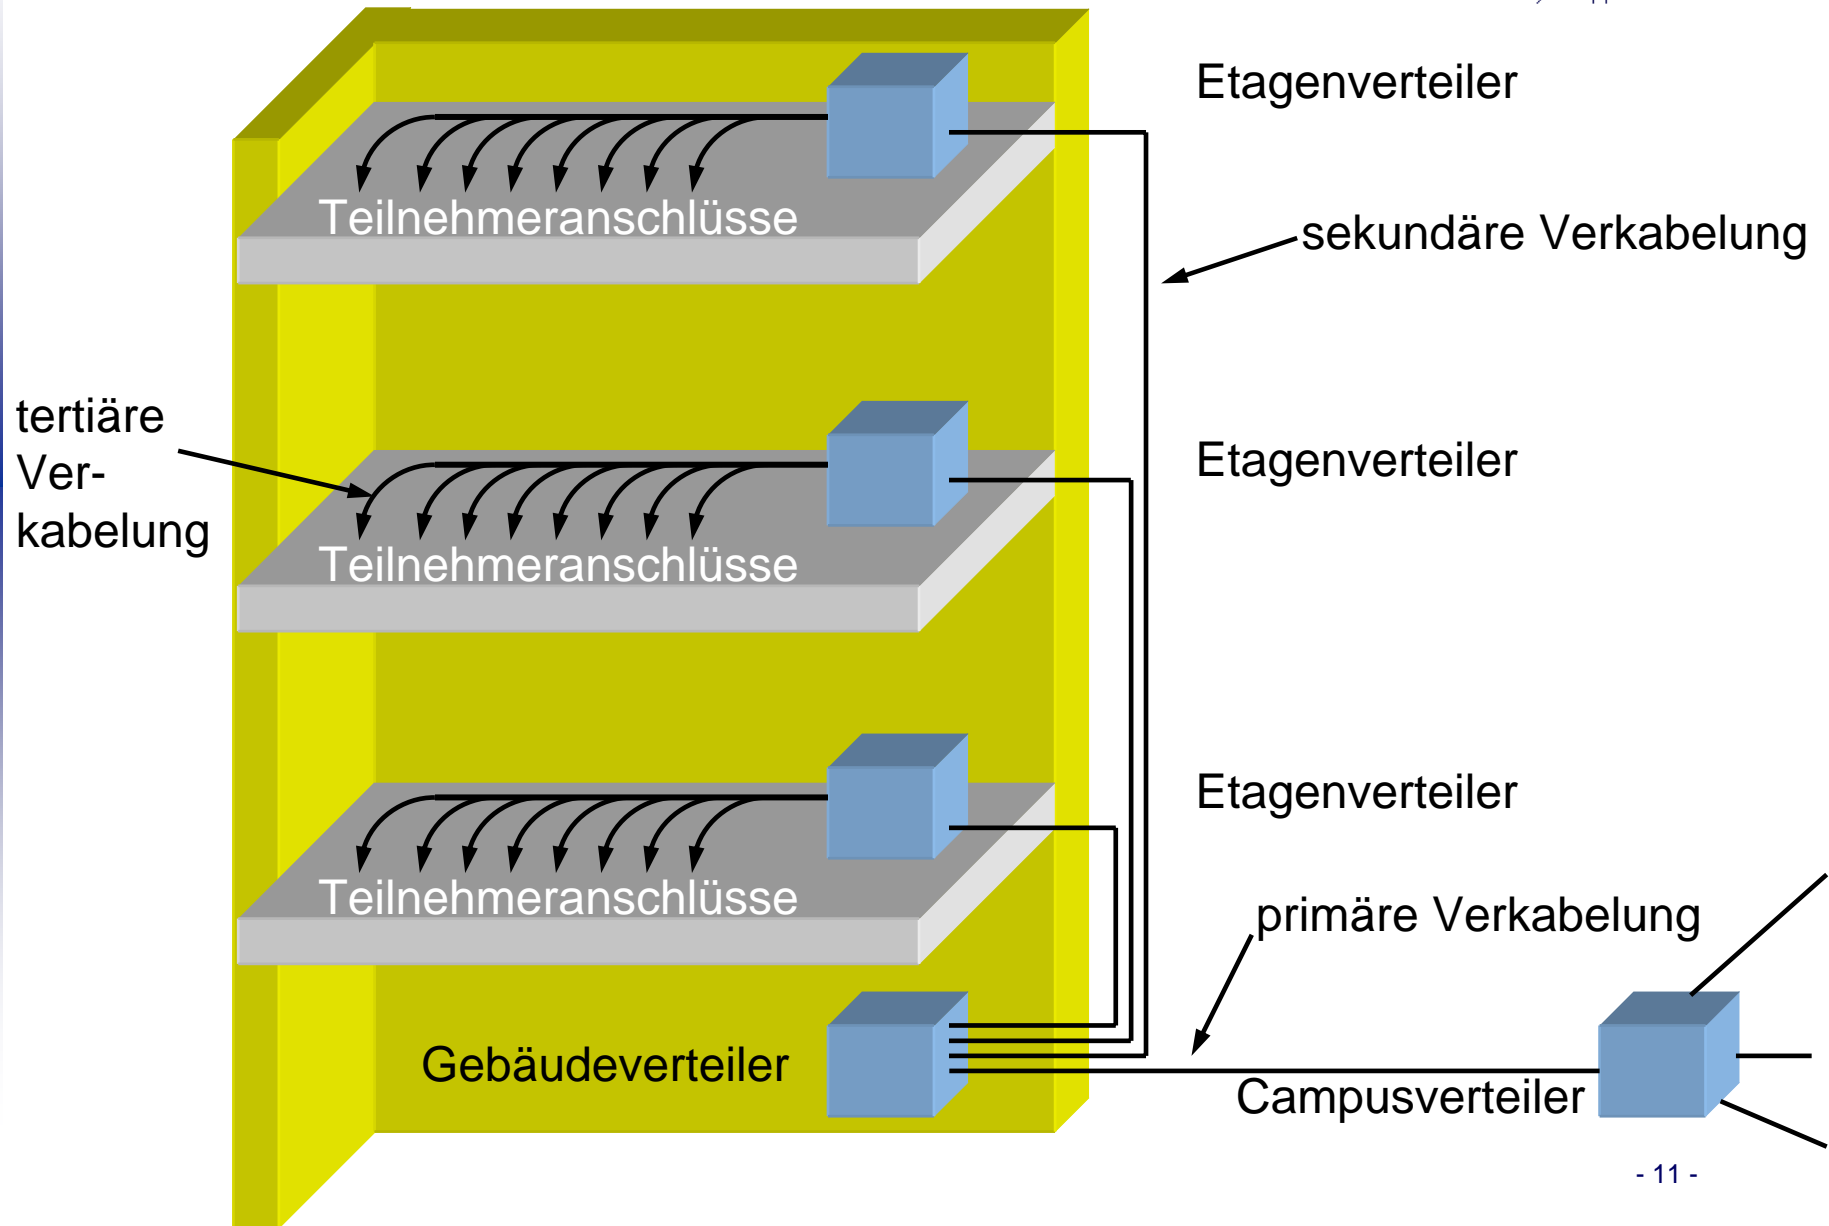 Etagenverteiler
Teilnehmeranschlüsse
sekundäre Verkabelung
tertiäre
Ver-
kabelung
Etagenverteiler
Teilnehmeranschlüsse
Etagenverteiler
Teilnehmeranschlüsse
primäre Verkabelung
Gebäudeverteiler
Campusverteiler
- 11 -